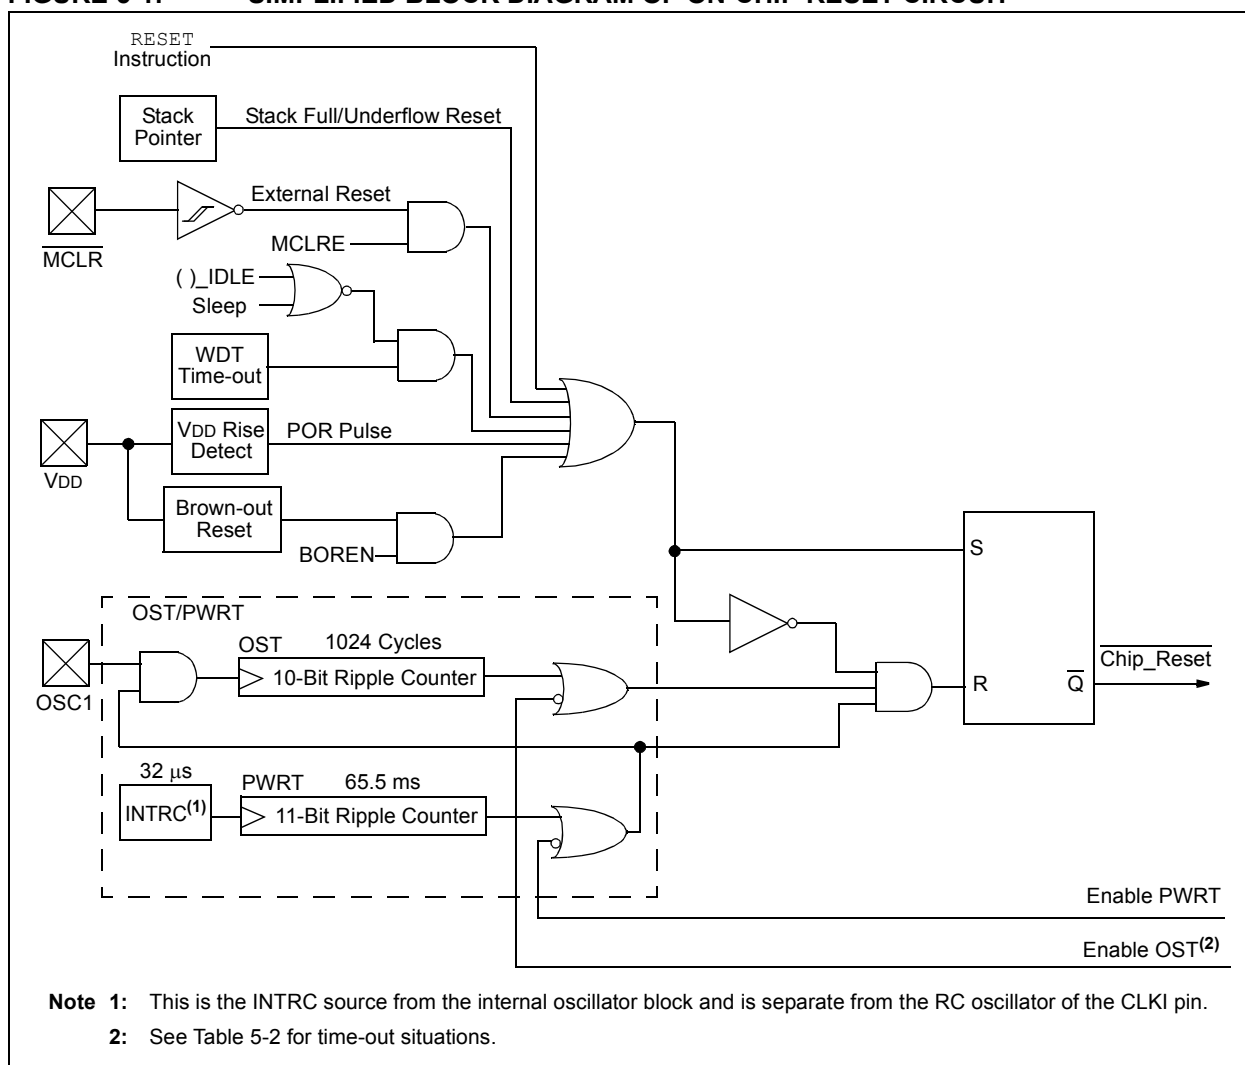 RESET
Instruction
Stack
Pointer
Stack Full/Underflow Reset
External Reset
MCLRE
MCLR
( )_IDLE
Sleep
WDT
Time-out
VDD Rise
Detect
POR Pulse
VDD
Brown-out
Reset
BOREN
S
OST/PWRT
OST
1024 Cycles
10-Bit Ripple Counter
OSC1
R
Q
Chip_Reset
32 μs
INTRC(1)
PWRT
65.5 ms
11-Bit Ripple Counter
Enable PWRT
Enable OST(2)
Note 1: This is the INTRC source from the internal oscillator block and is separate from the RC oscillator of the CLKI pin.
2: See Table 5-2 for time-out situations.